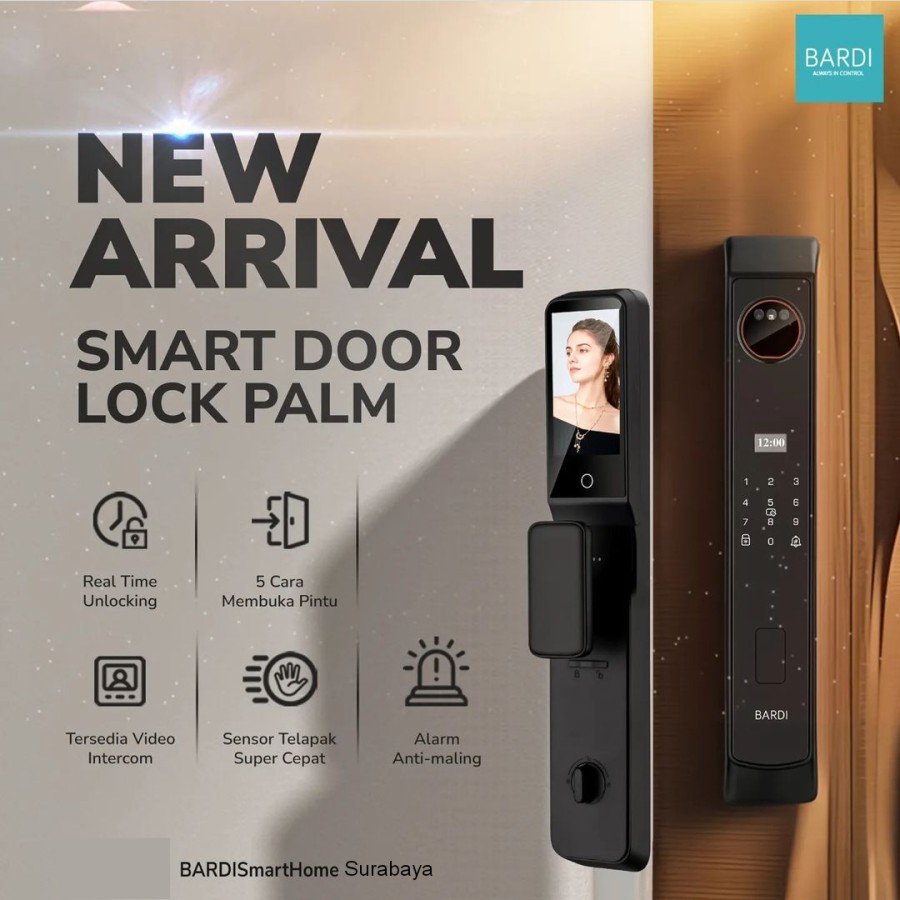 BARDI
ALWAYS IN CONTROL
NEW
ARRIVAL
SMART DOOR
LOCK PALM
Real Time
Unlocking
5 Cara
Membuka Pintu
Tersedia Video
Intercom
Sensor Telapak
Super Cepat
Alarm
Anti-maling
12:00
1 2 3
4 5 6
7 8 9
0
BARDI
BARDISmartHome Surabaya